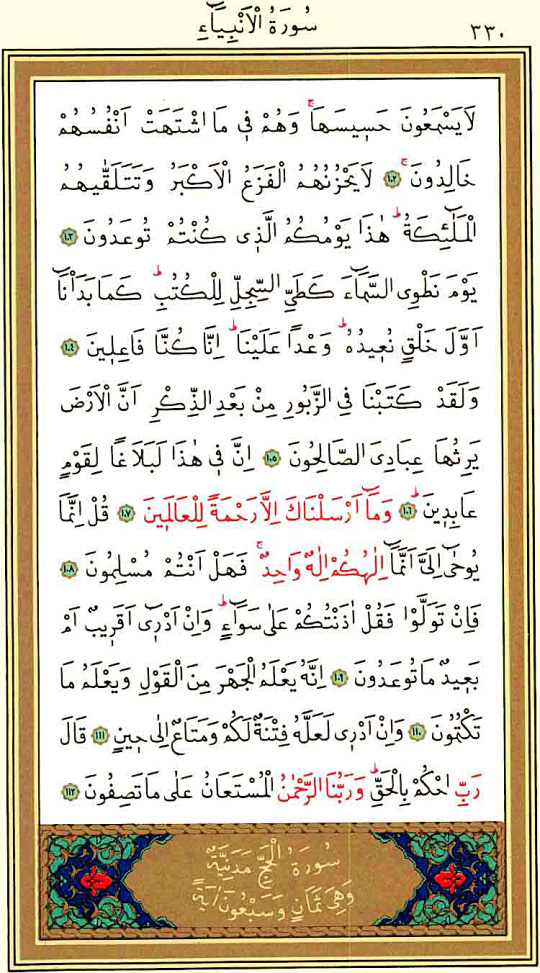 سُورَةُ الْاَنْبِيَٓاءِ
٣٣٠
لَا يَسْمَعُونَ حَسٖيسَهَاۚ وَهُمْ فٖي مَا اشْتَهَتْ اَنْفُسُهُمْ
خَالِدُونَۚ ١٠٢ لَا يَحْزُنُهُمُ الْفَزَعُ الْاَكْبَرُ وَتَتَلَقّٰيهُمُ
الْمَلٰٓئِكَةُۜ هٰذَا يَوْمُكُمُ الَّذٖى كُنْتُمْ تُوعَدُونَ ١٠٣
يَوْمَ نَطْوِى السَّمَٓاءَ كَطَىِّ السِّجِلِّ لِلْكُتُبِۜ كَمَا بَدَأْنَٓا
اَوَّلَ خَلْقٍ نُعٖيدُهُۜ وَعْدًا عَلَيْنَاۜ اِنَّا كُنَّا فَاعِلٖينَ ١٠٤
وَلَقَدْ كَتَبْنَا فِى الزَّبُورِ مِنْ بَعْدِ الذِّكْرِ اَنَّ الْاَرْضَ
يَرِثُهَا عِبَادِىَ الصَّالِحُونَ ١٠٥ اِنَّ فٖى هٰذَا لَبَلَاغًا لِقَوْمٍ
عَابِدٖينَۜ ١٠٦ وَمَٓا اَرْسَلْنَاكَ اِلَّا رَحْمَةً لِلْعَالَمٖينَ ١٠٧ قُلْ اِنَّمَا
يُوحٰٓى اِلَىَّ اَنَّمَٓا اِلٰهُكُمْ اِلٰهٌ وَاحِدٌۚ فَهَلْ اَنْتُمْ مُسْلِمُونَ ١٠٨
فَاِنْ تَوَلَّوْا فَقُلْ اٰذَنْتُكُمْ عَلٰى سَوَٓاءٍۜ وَاِنْ اَدْرٖٓى اَقَرٖيبٌ اَمْ
بَعٖيدٌ مَا تُوعَدُونَ ١٠٩ اِنَّهُ يَعْلَمُ الْجَهْرَ مِنَ الْقَوْلِ وَيَعْلَمُ مَا
تَكْتُمُونَ ١١٠ وَاِنْ اَدْرٖى لَعَلَّهُ فِتْنَةٌ لَكُمْ وَمَتَاعٌ اِلٰى حٖينٍ ١١١ قَالَ
رَبِّ احْكُمْ بِالْحَقِّۜ وَرَبُّنَا الرَّحْمٰنُ الْمُسْتَعَانُ عَلٰى مَا تَصِفُونَ ١١٢
سُورَةُ الْحَجِّ مَدَنِيَّةٌ
وَهِىَ ثَمَانٍ وَسَبْعُونَ اٰيَةً